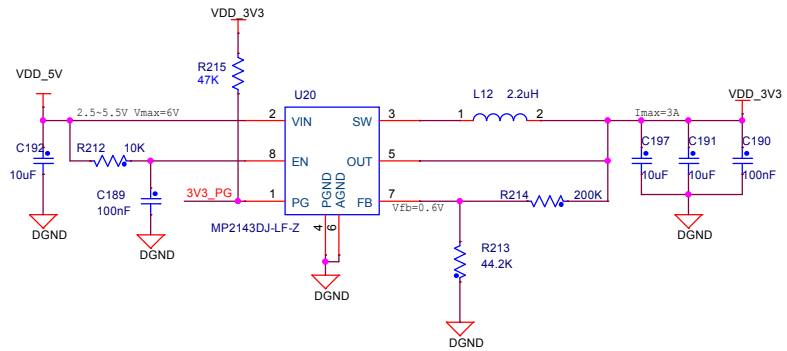 VDD_3V3
VDD_5V
R215
47K
U20
L12 2.2uH
VDD_3V3
2.5~5.5V Vmax=6V
2 VIN
SW 3
1 2
Imax=3A
C192
10uF
R212 10K
8 EN
OUT 5
C197
10uF
C191
10uF
C190
100nF
C189
100nF
3V3_PG
1 PG
PGND
AGND
FB 7
Vfb=0.6V
R214 200K
DGND
DGND
MP2143DJ-LF-Z
4
6
R213
44.2K
DGND
DGND
DGND